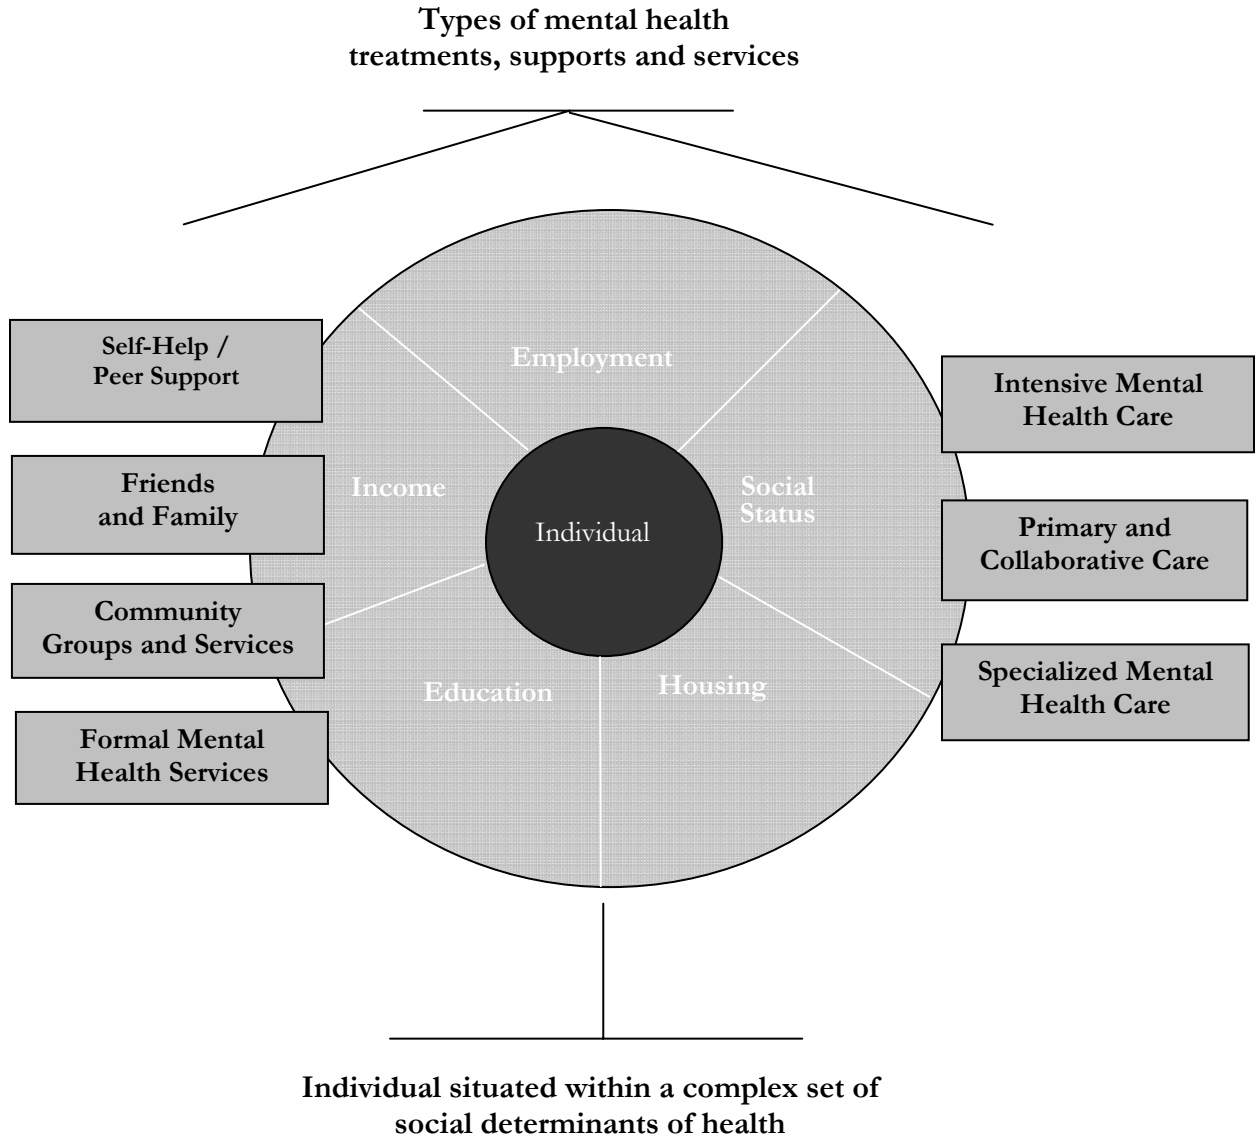 Types of mental health
treatments, supports and services
Self-Help /
Peer Support
Friends
and Family
Community
Groups and Services
Formal Mental
Health Services
Employment
Income
Social
Status
Individual
Education
Housing
Intensive Mental
Health Care
Primary and
Collaborative Care
Specialized Mental
Health Care
Individual situated within a complex set of
social determinants of health